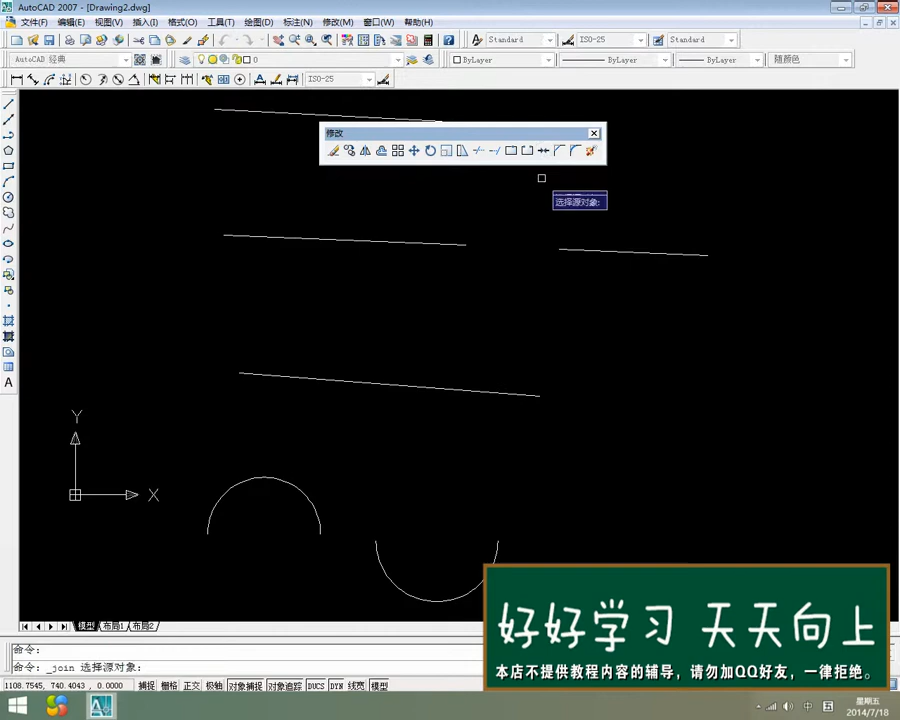 AutoCAD 2007 - [Drawing2.dwg]
文件(F) 编辑(E) 视图(V) 插入(I) 格式(O) 工具(T) 绘图(D) 标注(N) 修改(M) 窗口(W) 帮助(H)
Standard ISO-25 Standard
AutoCAD 经典 0 ByLayer ByLayer ByLayer 随颜色
ISO-25
修改
选择源对象:
Y
X
模型 布局1 布局2
命令:
命令: _join 选择源对象:
1108.7545, 740.4043, 0.0000 捕捉 栅格 正交 极轴 对象捕捉 对象追踪 DUCS DYN 线宽 模型
好好学习 天天向上
本店不提供教程内容的辅导，请勿加QQ好友，一律拒绝。
中
星期五
2014/7/18